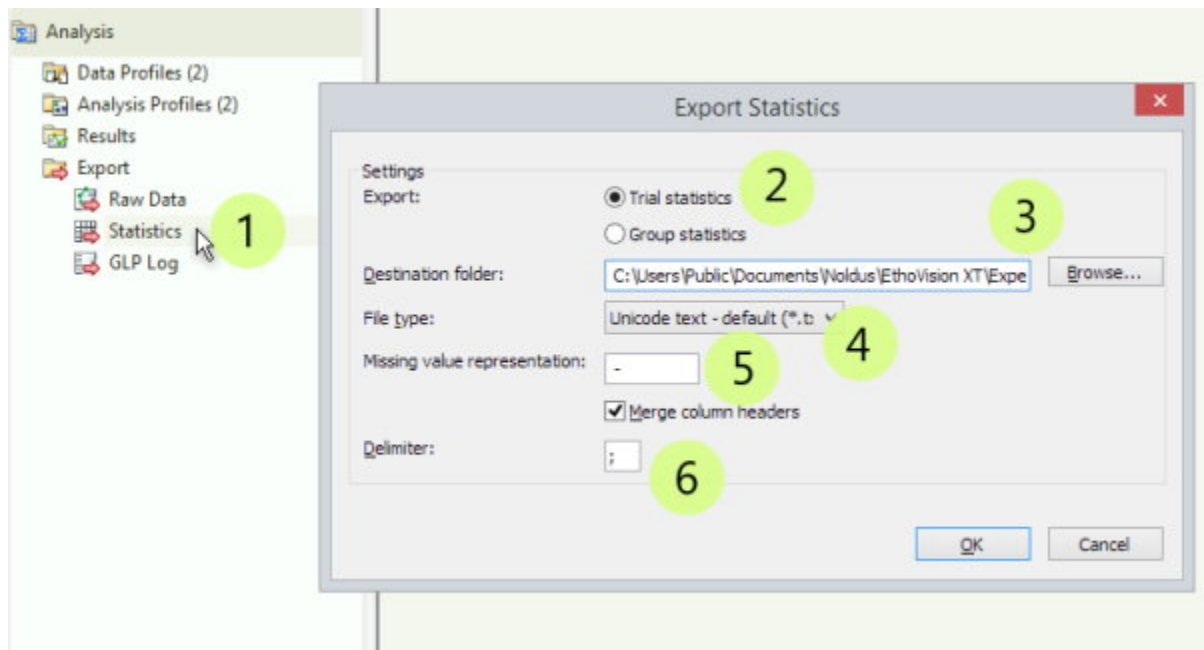 Analysis
Data Profiles (2)
Analysis Profiles (2)
Results
Export
Raw Data
Statistics
1
GLP Log
Export Statistics
Settings
Export:
Trial statistics
2
Group statistics
3
Destination folder:
C:\Users\Public\Documents\Noldus\EthoVision XT\Expe
Browse...
File type:
Unicode text - default (*.t
4
Missing value representation:
-
5
Merge column headers
Delimiter:
;
6
OK
Cancel